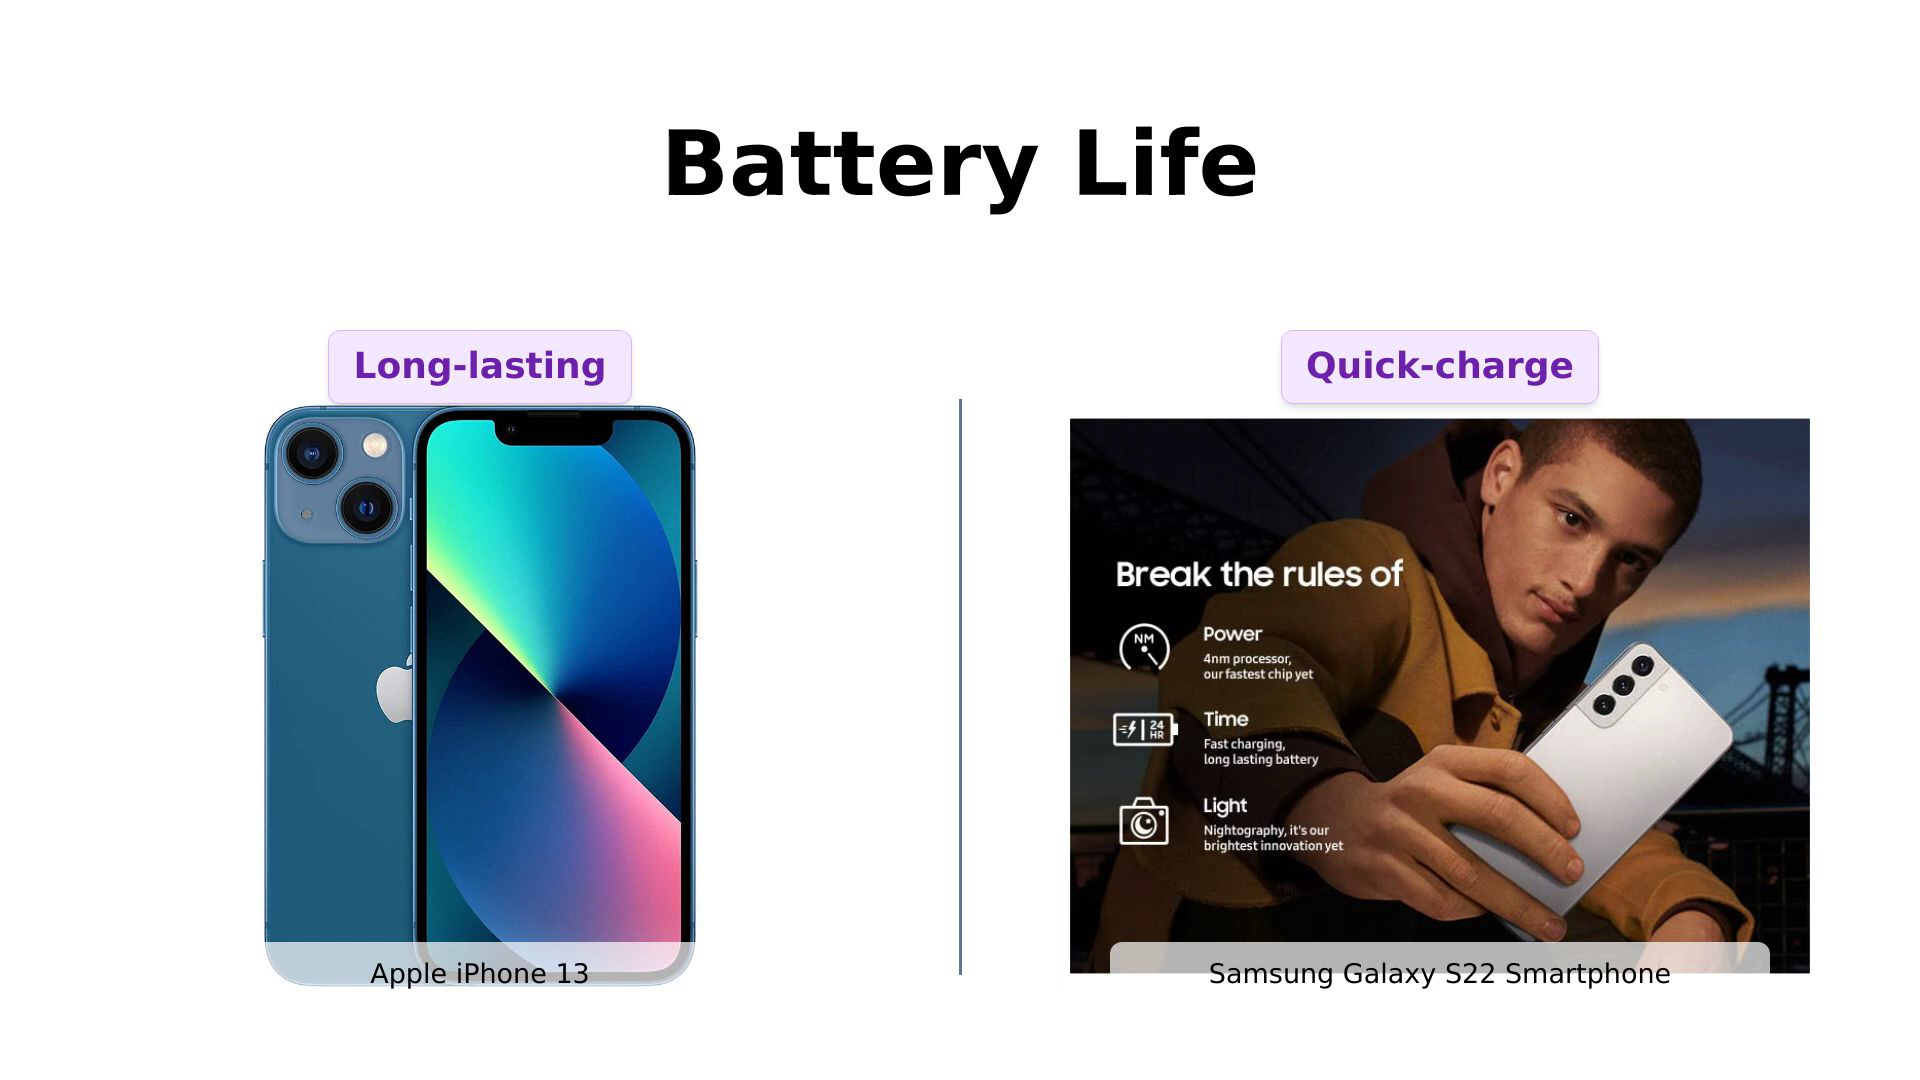 Battery Life
Long-lasting
Apple iPhone 13
Quick-charge
Break the rules of
NM
Power
4nm processor,
our fastest chip yet
24
HR
Time
Fast charging,
long lasting battery
Light
Nightography, it's our
brightest innovation yet
Samsung Galaxy S22 Smartphone